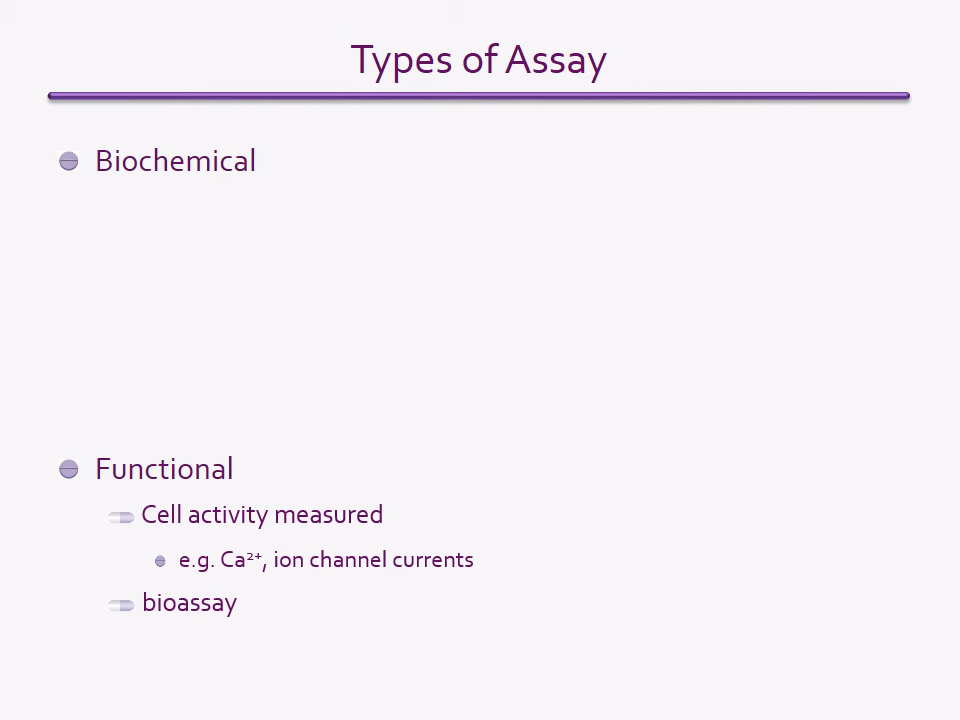 Types of Assay
Biochemical
Functional
Cell activity measured
e.g. Ca²⁺, ion channel currents
bioassay